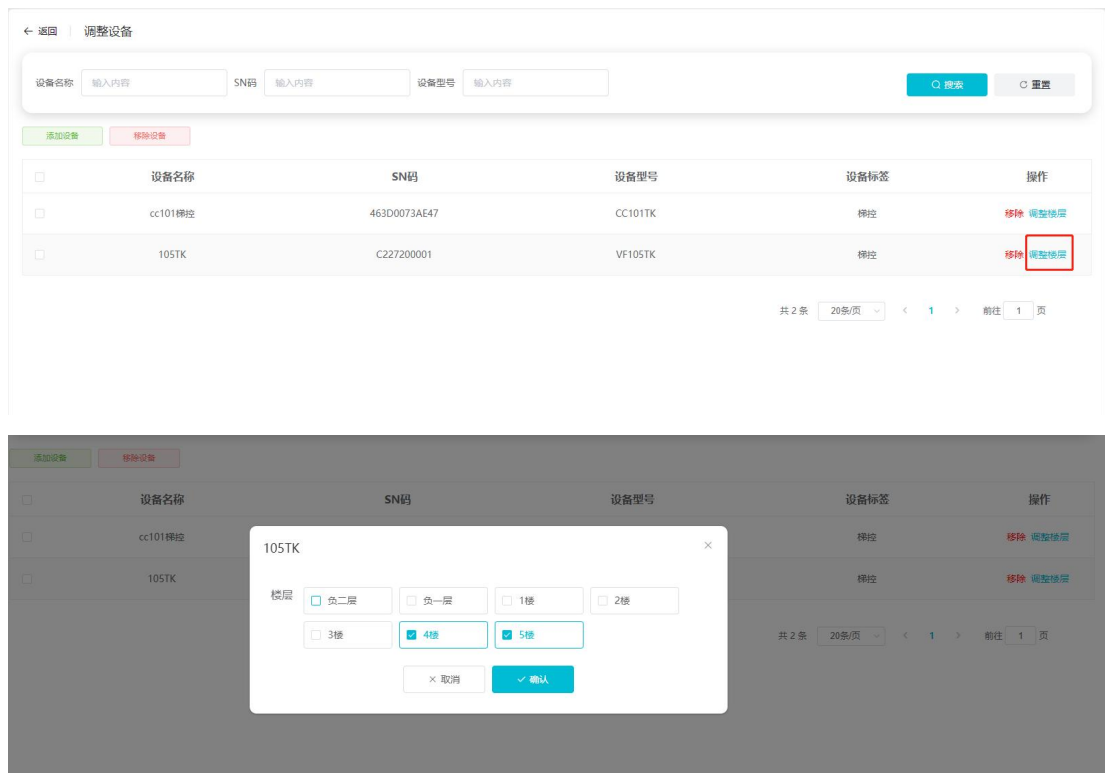 返回 调整设备
设备名称 输入内容 SN码 输入内容 设备型号 输入内容 搜索 重置
添加设备 移除设备
设备名称 SN码 设备型号 设备标签 操作
cc101梯控 463D0073AE47 CC101TK 梯控 移除 调整楼层
105TK C227200001 VF105TK 梯控 移除 调整楼层
共 2 条 20条/页 1 前往 1 页
添加设备 移除设备
设备名称 SN码 设备型号 设备标签 操作
cc101梯控 梯控 移除 调整楼层
105TK 梯控 移除 调整楼层
105TK
楼层 负二层 负一层 1楼 2楼
3楼 4楼 5楼
共 2 条 20条/页 1 前往 1 页
取消 确认